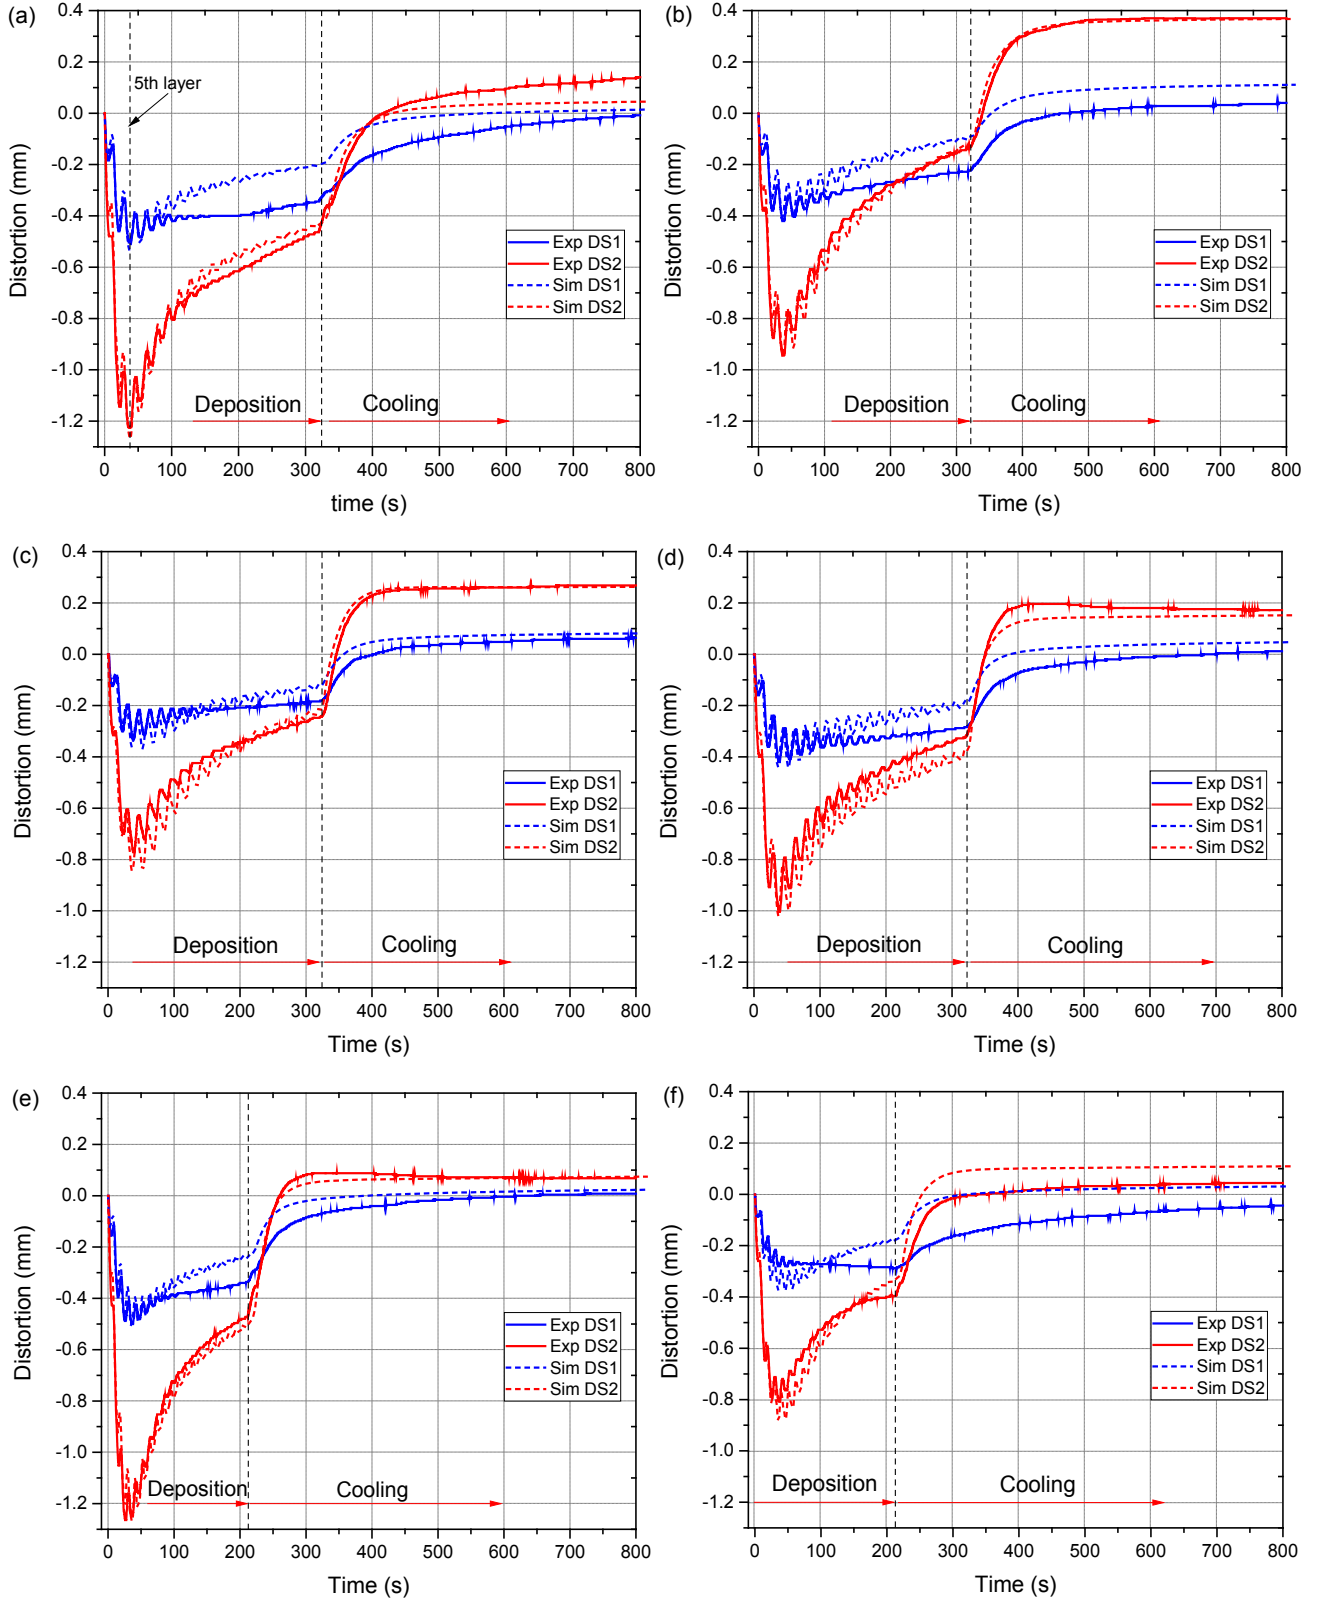 (a)
0.4
0.2
0.0
-0.2
-0.4
-0.6
-0.8
-1.0
-1.2
Distortion (mm)
5th layer
Exp DS1
Exp DS2
Sim DS1
Sim DS2
Deposition
Cooling
0 100 200 300 400 500 600 700 800
time (s)
(b)
0.4
0.2
0.0
-0.2
-0.4
-0.6
-0.8
-1.0
-1.2
Distortion (mm)
Exp DS1
Exp DS2
Sim DS1
Sim DS2
Deposition
Cooling
0 100 200 300 400 500 600 700 800
Time (s)
(c)
0.4
0.2
0.0
-0.2
-0.4
-0.6
-0.8
-1.0
-1.2
Distortion (mm)
Exp DS1
Exp DS2
Sim DS1
Sim DS2
Deposition
Cooling
0 100 200 300 400 500 600 700 800
Time (s)
(d)
0.4
0.2
0.0
-0.2
-0.4
-0.6
-0.8
-1.0
-1.2
Distortion (mm)
Exp DS1
Exp DS2
Sim DS1
Sim DS2
Deposition
Cooling
0 100 200 300 400 500 600 700 800
Time (s)
(e)
0.4
0.2
0.0
-0.2
-0.4
-0.6
-0.8
-1.0
-1.2
Distortion (mm)
Exp DS1
Exp DS2
Sim DS1
Sim DS2
Deposition
Cooling
0 100 200 300 400 500 600 700 800
Time (s)
(f)
0.4
0.2
0.0
-0.2
-0.4
-0.6
-0.8
-1.0
-1.2
Distortion (mm)
Exp DS1
Exp DS2
Sim DS1
Sim DS2
Deposition
Cooling
0 100 200 300 400 500 600 700 800
Time (s)